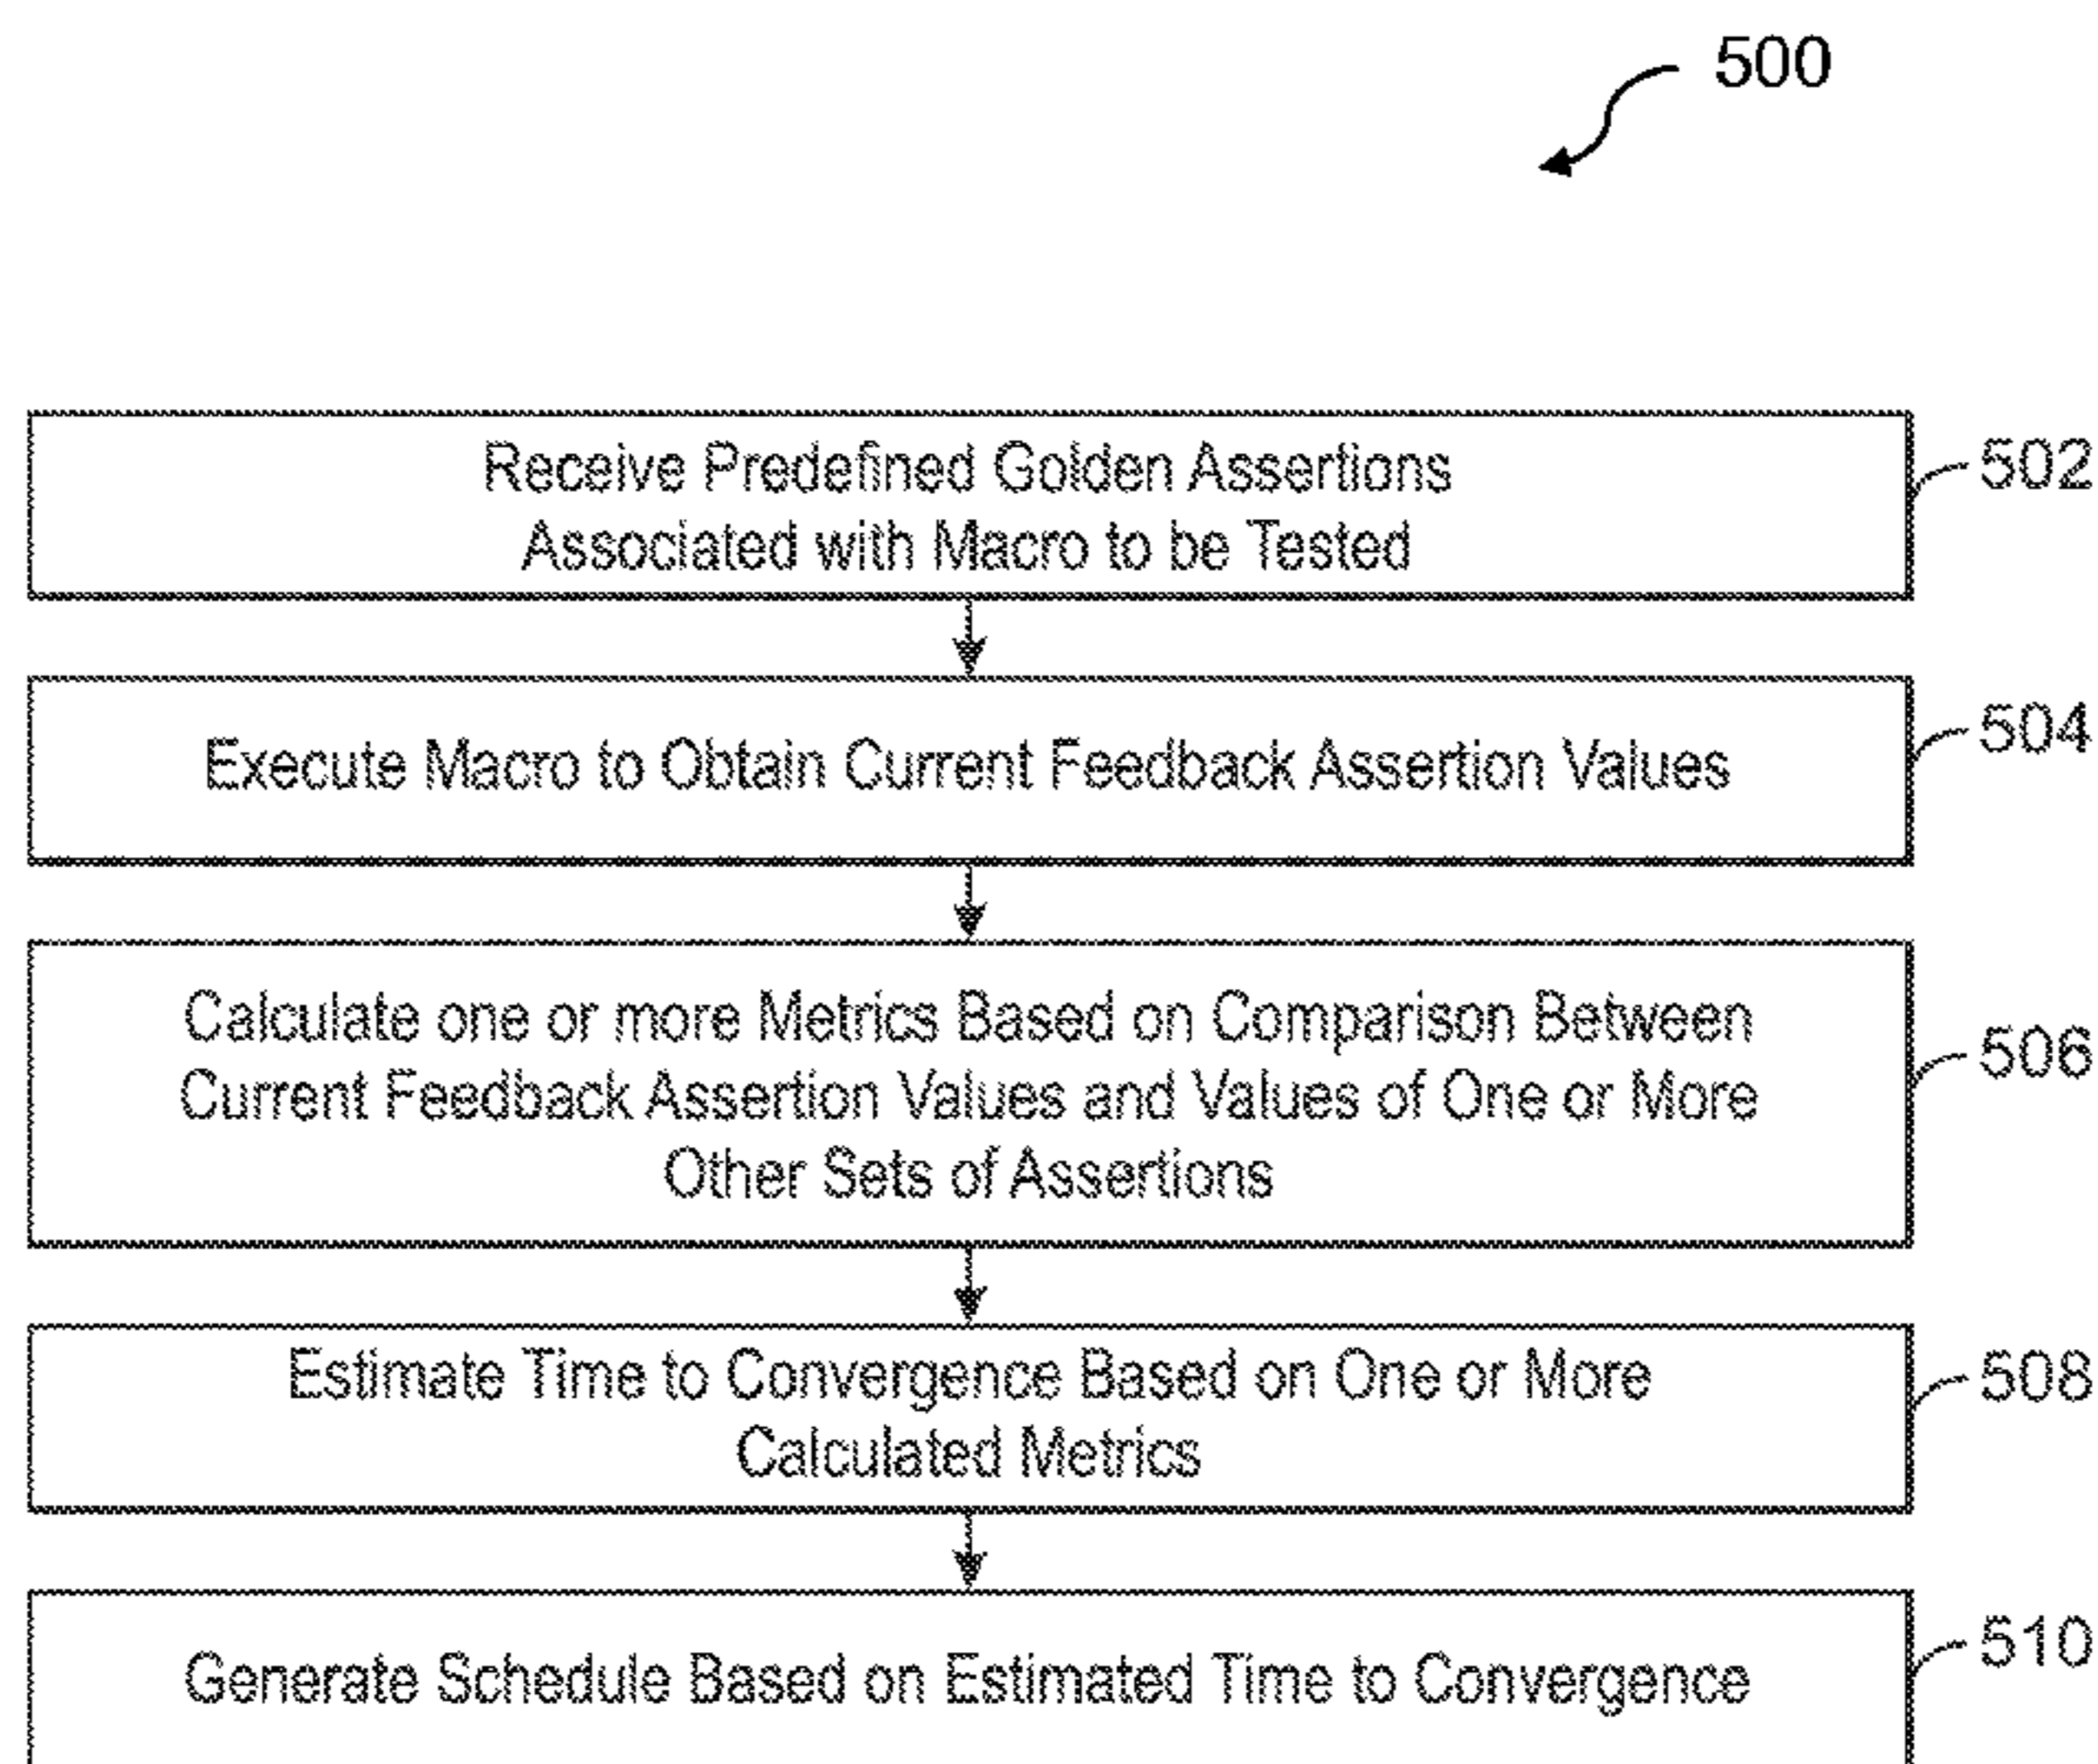 500
Receive Predefined Golden Assertions
Associated with Macro to be Tested
502
Execute Macro to Obtain Current Feedback Assertion Values
504
Calculate one or more Metrics Based on Comparison Between
Current Feedback Assertion Values and Values of One or More
Other Sets of Assertions
506
Estimate Time to Convergence Based on One or More
Calculated Metrics
508
Generate Schedule Based on Estimated Time to Convergence
510